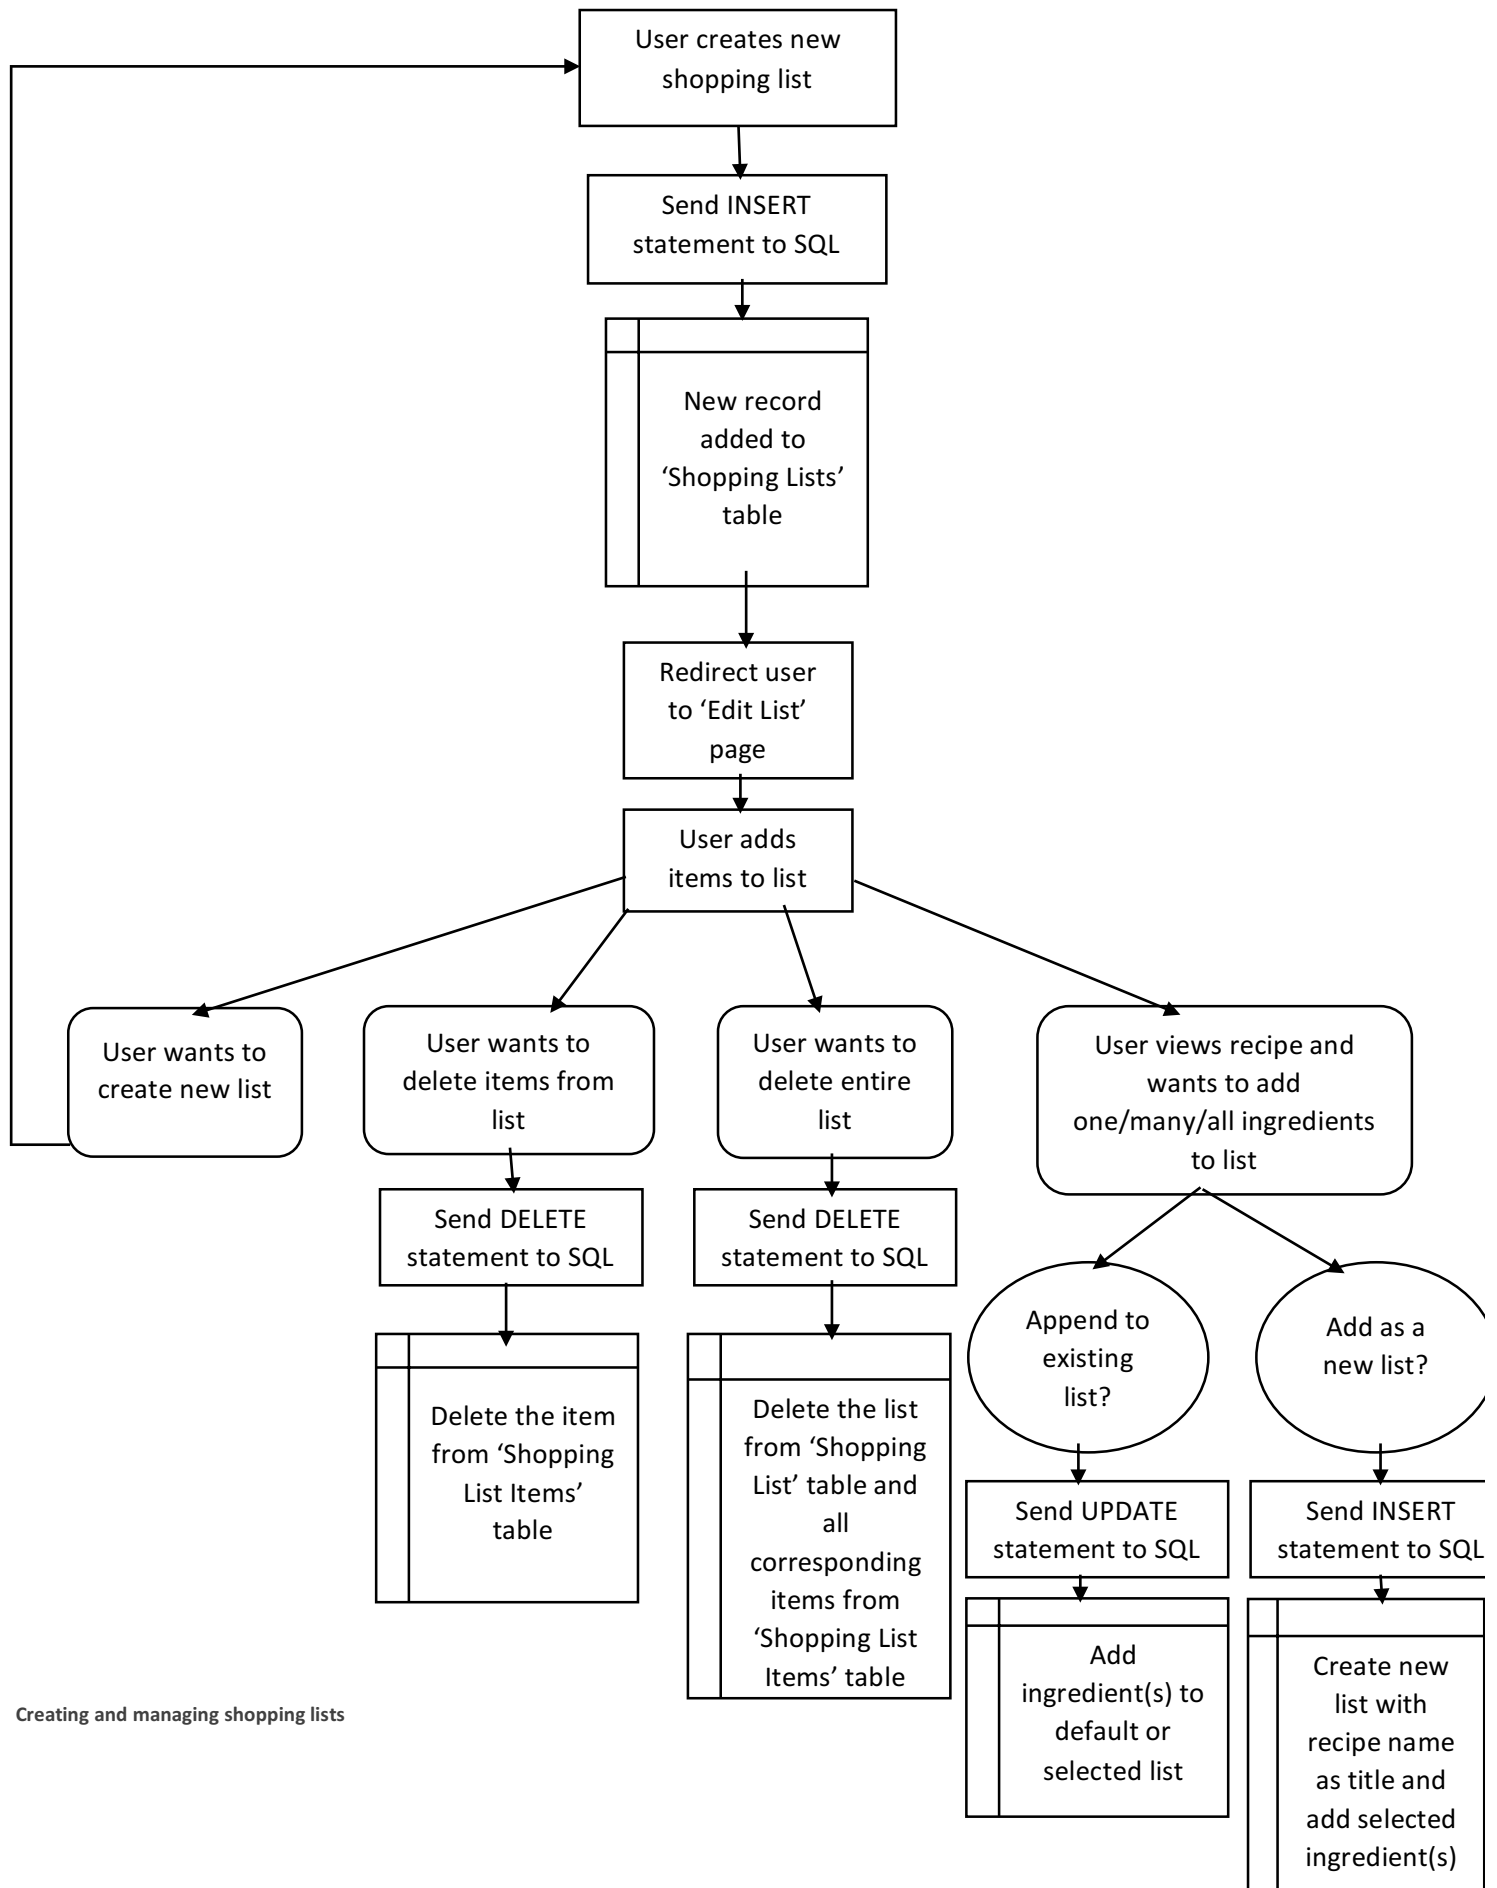 User creates new
shopping list
Send INSERT
statement to SQL
New record
added to
‘Shopping Lists’
table
Redirect user
to ‘Edit List’
page
User adds
items to list
User wants to
create new list
User wants to
delete items from
list
User wants to
delete entire
list
User views recipe and
wants to add
one/many/all ingredients
to list
Send DELETE
statement to SQL
Send DELETE
statement to SQL
Append to
existing
list?
Add as a
new list?
Delete the item
from ‘Shopping
List Items’
table
Delete the list
from ‘Shopping
List’ table and
all
corresponding
items from
‘Shopping List
Items’ table
Send UPDATE
statement to SQL
Send INSERT
statement to SQL
Add
ingredient(s) to
default or
selected list
Create new
list with
recipe name
as title and
add selected
ingredient(s)
Creating and managing shopping lists